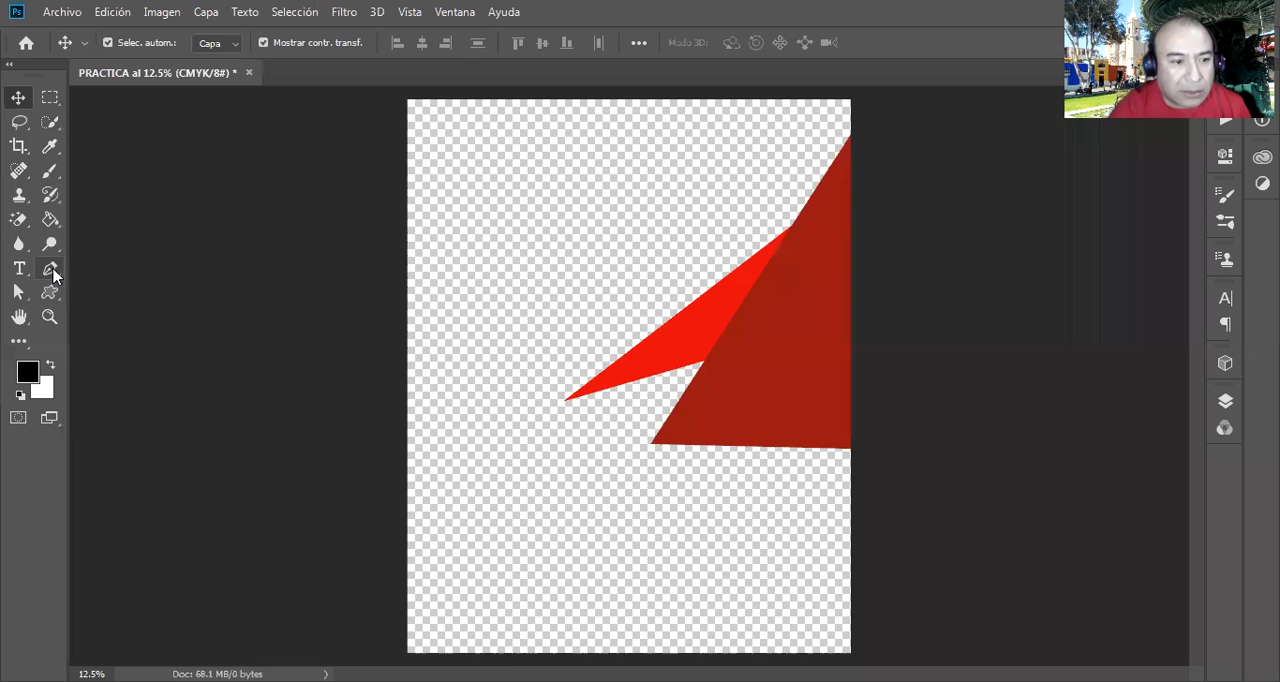 Ps Archivo Edición Imagen Capa Texto Selección Filtro 3D Vista Ventana Ayuda
Selec. autom.: Capa Mostrar contr. transf. Modo 3D:
PRACTICA al 12.5% (CMYK/8#) *
12.5% Doc: 68.1 MB/0 bytes